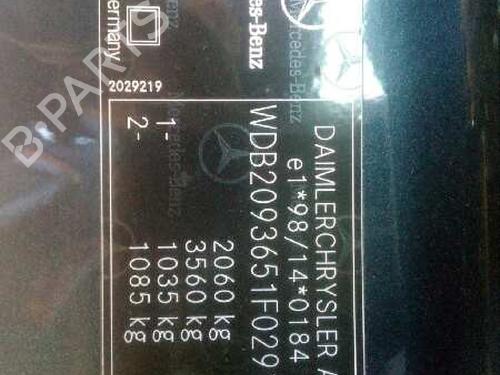 Mercedes-Benz
Germany
2029219
DAIMLERCHRYSLER A
e1*98/14*0184
WDB2093651F029
2060 kg
3560 kg
1- 1035 kg
2- 1085 kg
B-PARTS